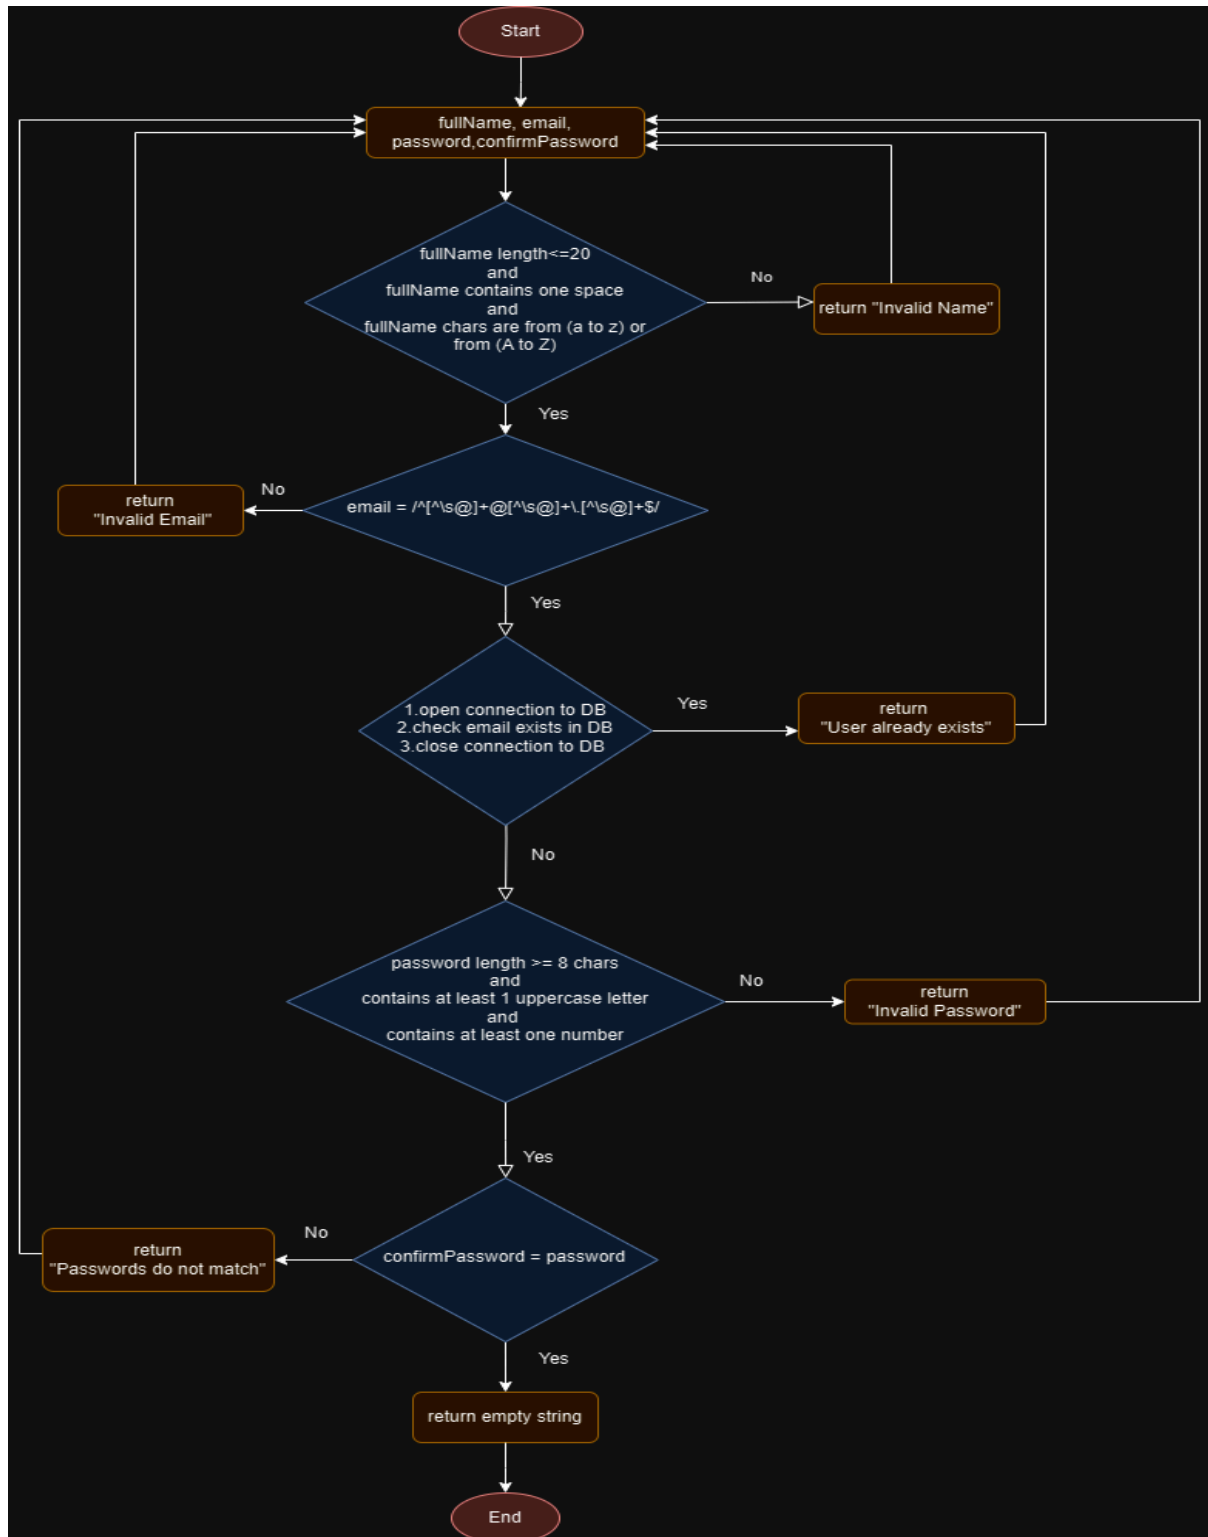 Start
fullName, email,
password,confirmPassword
fullName length<=20
and
fullName contains one space
and
fullName chars are from (a to z) or
from (A to Z)
No
return "Invalid Name"
Yes
email = /^[^\s@]+@[^\s@]+\.[^\s@]+$/
No
return
"Invalid Email"
Yes
1.open connection to DB
2.check email exists in DB
3.close connection to DB
Yes
return
"User already exists"
No
password length >= 8 chars
and
contains at least 1 uppercase letter
and
contains at least one number
No
return
"Invalid Password"
Yes
confirmPassword = password
No
return
"Passwords do not match"
Yes
return empty string
End